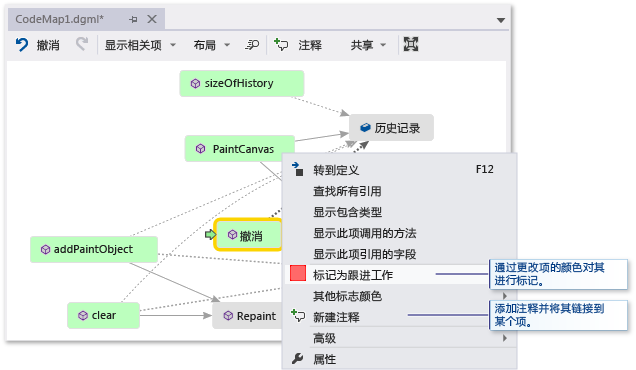 CodeMap1.dgml*
撤消 显示相关项 布局 注释 共享
sizeOfHistory
历史记录
PaintCanvas
撤消
addPaintObject
clear
Repaint
转到定义 F12
查找所有引用
显示包含类型
显示此项调用的方法
显示此项引用的字段
标记为跟进工作
其他标志颜色
新建注释
高级
属性
通过更改项的颜色对其
进行标记。
添加注释并将其链接到
某个项。